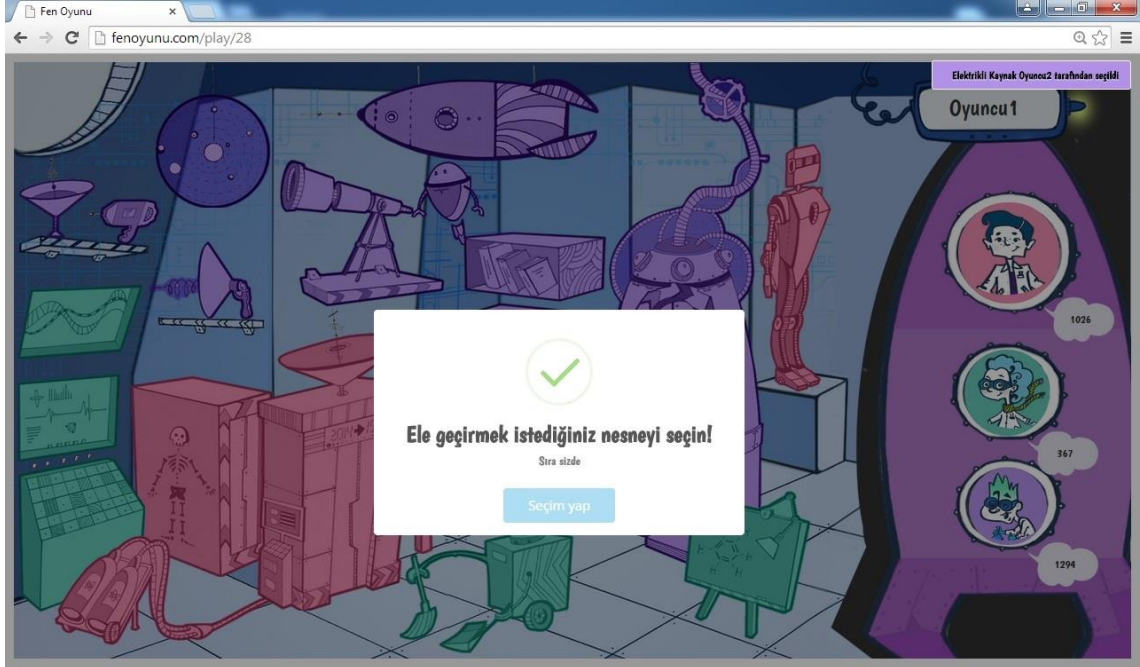 Fen Oyunu
fenoyunu.com/play/28
Elektrikli Kaynak Oyuncu2 tarafından seçildi
Oyuncu1
1026
Ele geçirmek istediğiniz nesneyi seçin!
Sıra sizde
367
Seçim yap
1294